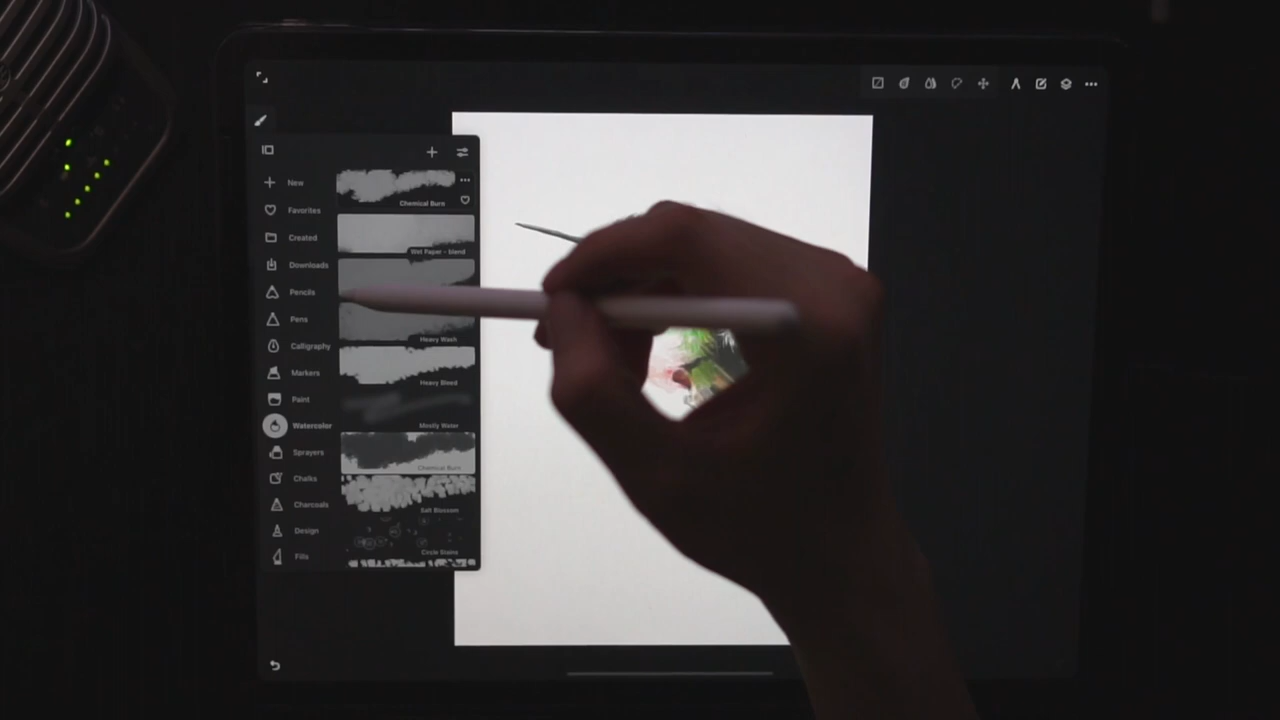 New
Favorites
Created
Downloads
Pencils
Pens
Calligraphy
Markers
Paint
Watercolor
Sprayers
Chalks
Charcoals
Design
Fills
Chemical Burn
Wet Paper - blend
Heavy Wash
Heavy Bleed
Mostly Water
Chemical Burn
Salt Blossom
Circle Stains